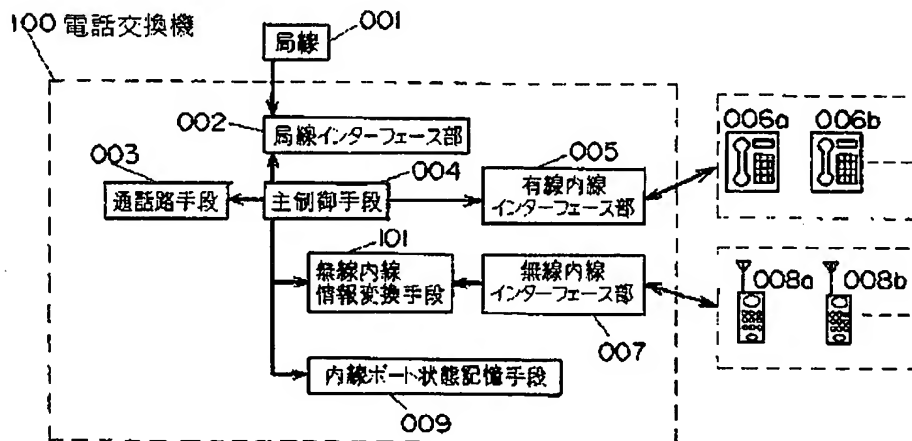 100 電話交換機
001
局線
002
局線インターフェース部
003
通話路手段
004
主制御手段
005
有線内線
インターフェース部
006a
006b
101
無線内線
情報変換手段
無線内線
インターフェース部
007
008a
008b
内線ポート状態記憶手段
009